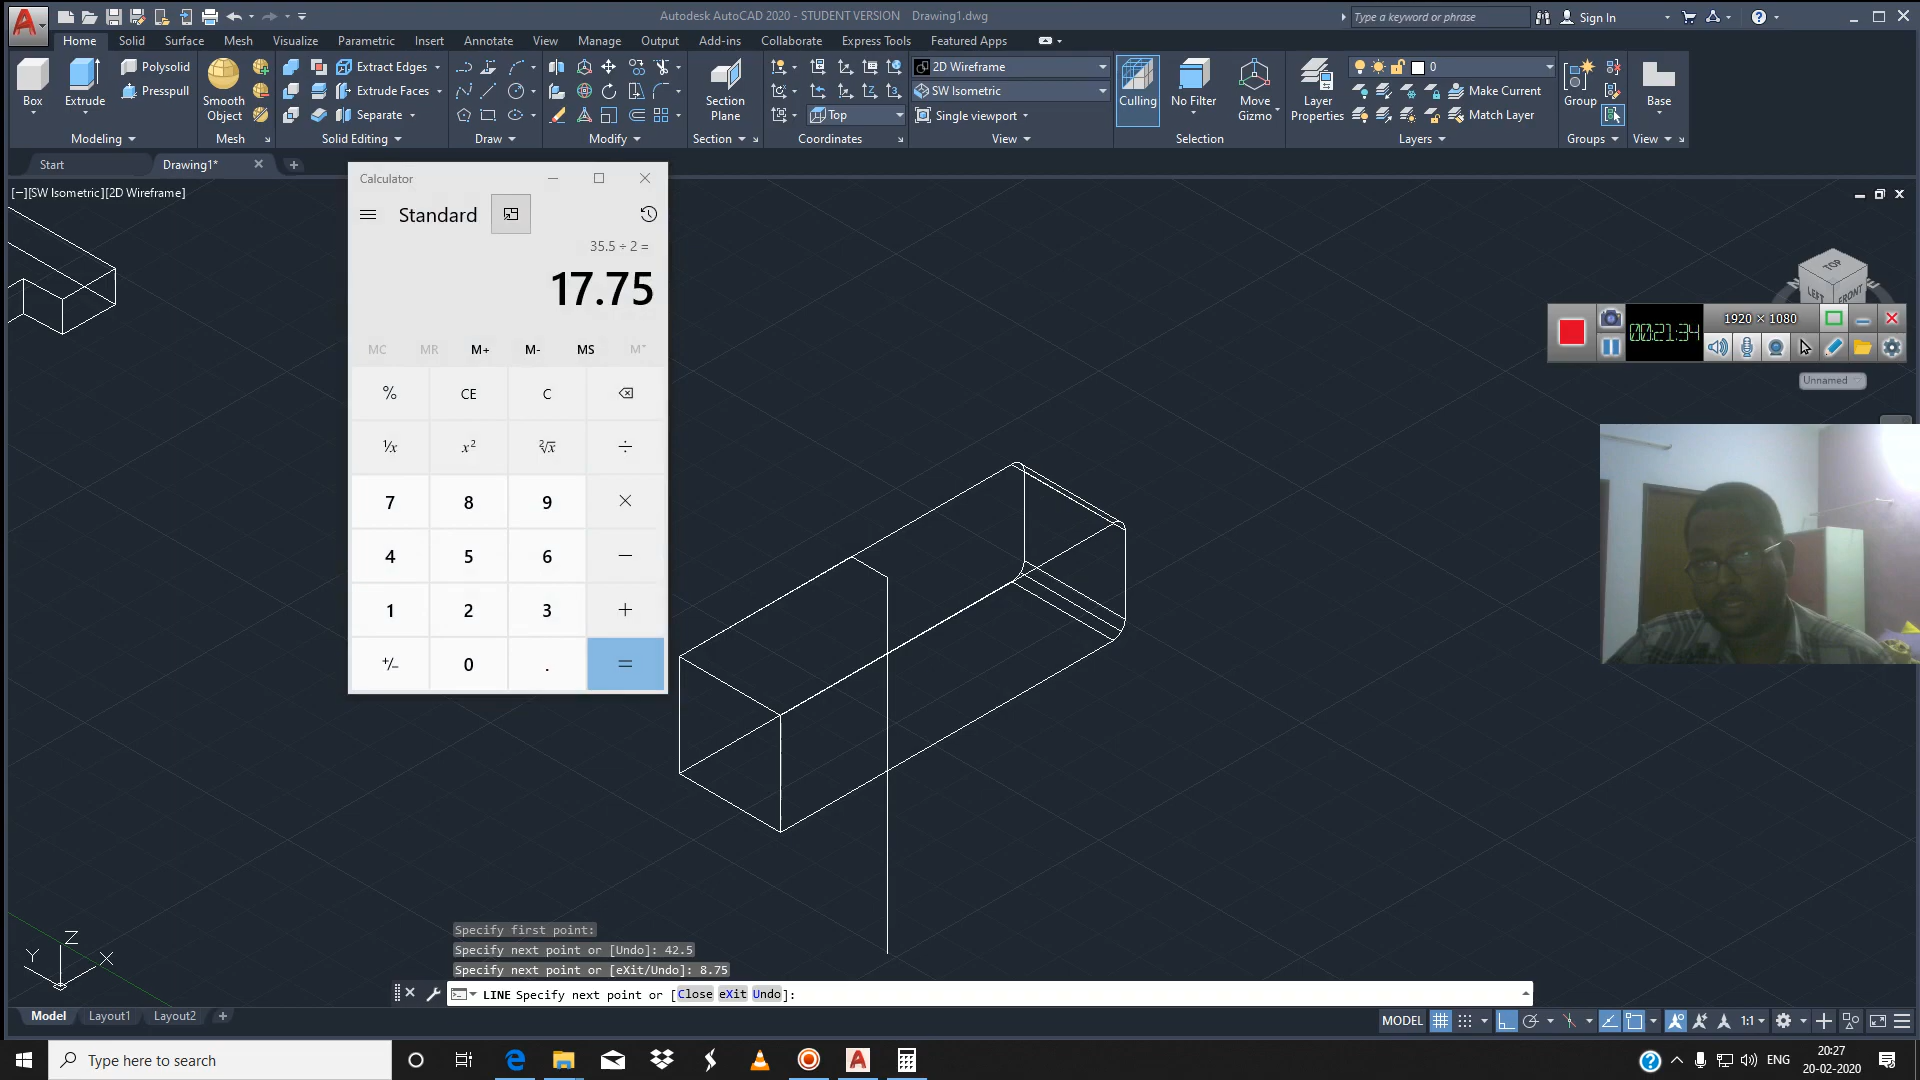 Autodesk AutoCAD 2020 - STUDENT VERSION Drawing1.dwg
Type a keyword or phrase
Sign In
Home Solid Surface Mesh Visualize Parametric Insert Annotate View Manage Output Add-ins Collaborate Express Tools Featured Apps
Box
Extrude
Polysolid
Presspull
Smooth
Object
Extract Edges
Extrude Faces
Separate
Section
Plane
Top
2D Wireframe
SW Isometric
Single viewport
Culling
No Filter
Move
Gizmo
Layer
Properties
0
Make Current
Match Layer
Group
Base
Modeling
Mesh
Solid Editing
Draw
Modify
Section
Coordinates
View
Selection
Layers
Groups
View
Start
Drawing1*
[−][SW Isometric][2D Wireframe]
Calculator
Standard
35.5 ÷ 2 =
17.75
MC MR M+ M- MS M˅
% CE C
¹/x x² ²√x ÷
7 8 9 ×
4 5 6 −
1 2 3 +
+/− 0 . =
TOP
LEFT
FRONT
00:21:34
1920 × 1080
Unnamed
Z
Y
X
Specify first point:
Specify next point or [Undo]: 42.5
Specify next point or [eXit/Undo]: 8.75
LINE Specify next point or [Close eXit Undo]:
Model Layout1 Layout2
MODEL
1:1
Type here to search
ENG
20:27
20-02-2020